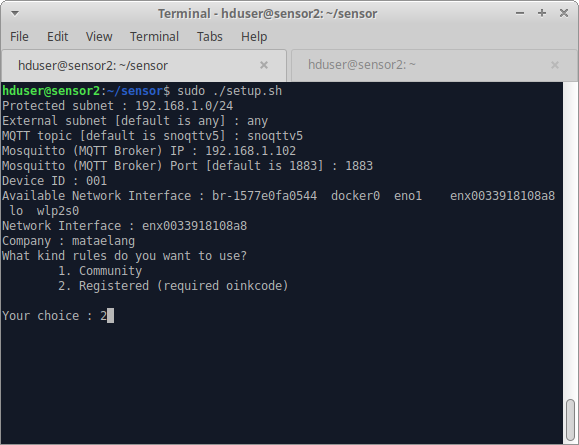 Terminal - hduser@sensor2: ~/sensor
File Edit View Terminal Tabs Help
hduser@sensor2: ~/sensor hduser@sensor2: ~
hduser@sensor2:~/sensor$ sudo ./setup.sh
Protected subnet : 192.168.1.0/24
External subnet [default is any] : any
MQTT topic [default is snoqttv5] : snoqttv5
Mosquitto (MQTT Broker) IP : 192.168.1.102
Mosquitto (MQTT Broker) Port [default is 1883] : 1883
Device ID : 001
Available Network Interface : br-1577e0fa0544  docker0  eno1    enx0033918108a8
 lo  wlp2s0
Network Interface : enx0033918108a8
Company : mataelang
What kind rules do you want to use?
        1. Community
        2. Registered (required oinkcode)
Your choice : 2